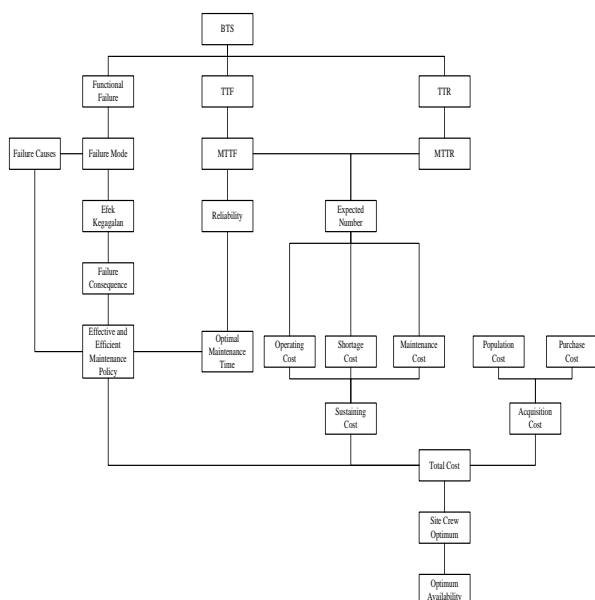 BTS
Functional
Failure
TTF
TTR
Failure Causes
Failure Mode
MTTF
MTTR
Efek
Kegagalan
Reliability
Expected
Number
Failure
Consequence
Effective and
Efficient
Maintenance
Policy
Optimal
Maintenance
Time
Operating
Cost
Shortage
Cost
Maintenance
Cost
Population
Cost
Purchase
Cost
Sustaining
Cost
Acquisition
Cost
Total Cost
Site Crew
Optimum
Optimum
Availability